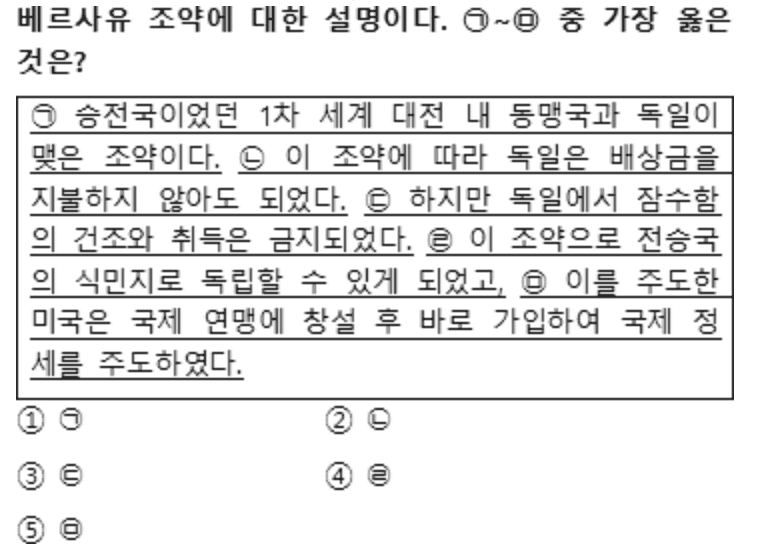 베르사유 조약에 대한 설명이다. ㉠~㉤ 중 가장 옳은
것은?
㉠ 승전국이었던 1차 세계 대전 내 동맹국과 독일이
맺은 조약이다. ㉡ 이 조약에 따라 독일은 배상금을
지불하지 않아도 되었다. ㉢ 하지만 독일에서 잠수함
의 건조와 취득은 금지되었다. ㉣ 이 조약으로 전승국
의 식민지로 독립할 수 있게 되었고, ㉤ 이를 주도한
미국은 국제 연맹에 창설 후 바로 가입하여 국제 정
세를 주도하였다.
① ㉠ ② ㉡
③ ㉢ ④ ㉣
⑤ ㉤